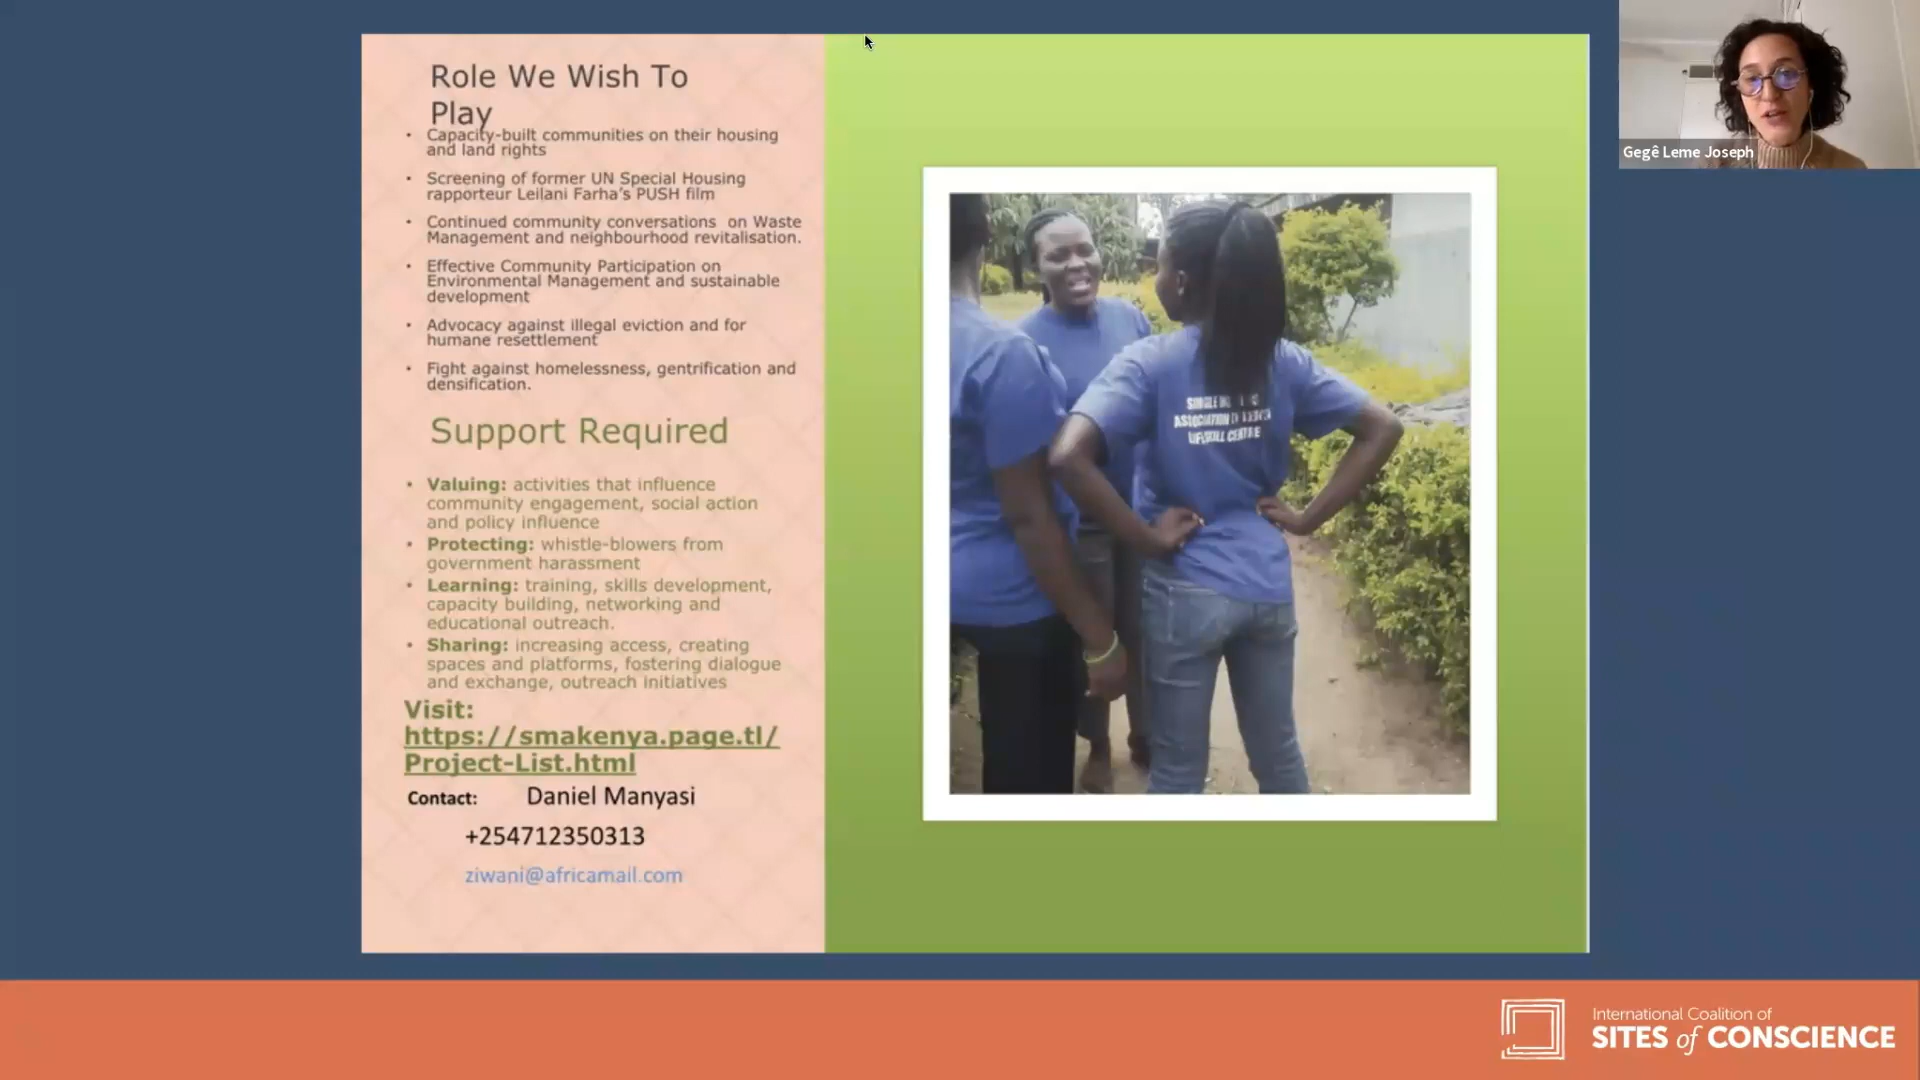 Role We Wish To
Play
• Capacity-built communities on their housing
and land rights
• Screening of former UN Special Housing
rapporteur Leilani Farha's PUSH film
• Continued community conversations on Waste
Management and neighbourhood revitalisation.
• Effective Community Participation on
Environmental Management and sustainable
development
• Advocacy against illegal eviction and for
humane resettlement
• Fight against homelessness, gentrification and
densification.
Support Required
• Valuing: activities that influence
community engagement, social action
and policy influence
• Protecting: whistle-blowers from
government harassment
• Learning: training, skills development,
capacity building, networking and
educational outreach.
• Sharing: increasing access, creating
spaces and platforms, fostering dialogue
and exchange, outreach initiatives
Visit:
https://smakenya.page.tl/
Project-List.html
Contact: Daniel Manyasi
+254712350313
ziwani@africamail.com
SINGLE
ASSOCIATION
CENTRE
Gegê Leme Joseph
International Coalition of
SITES of CONSCIENCE